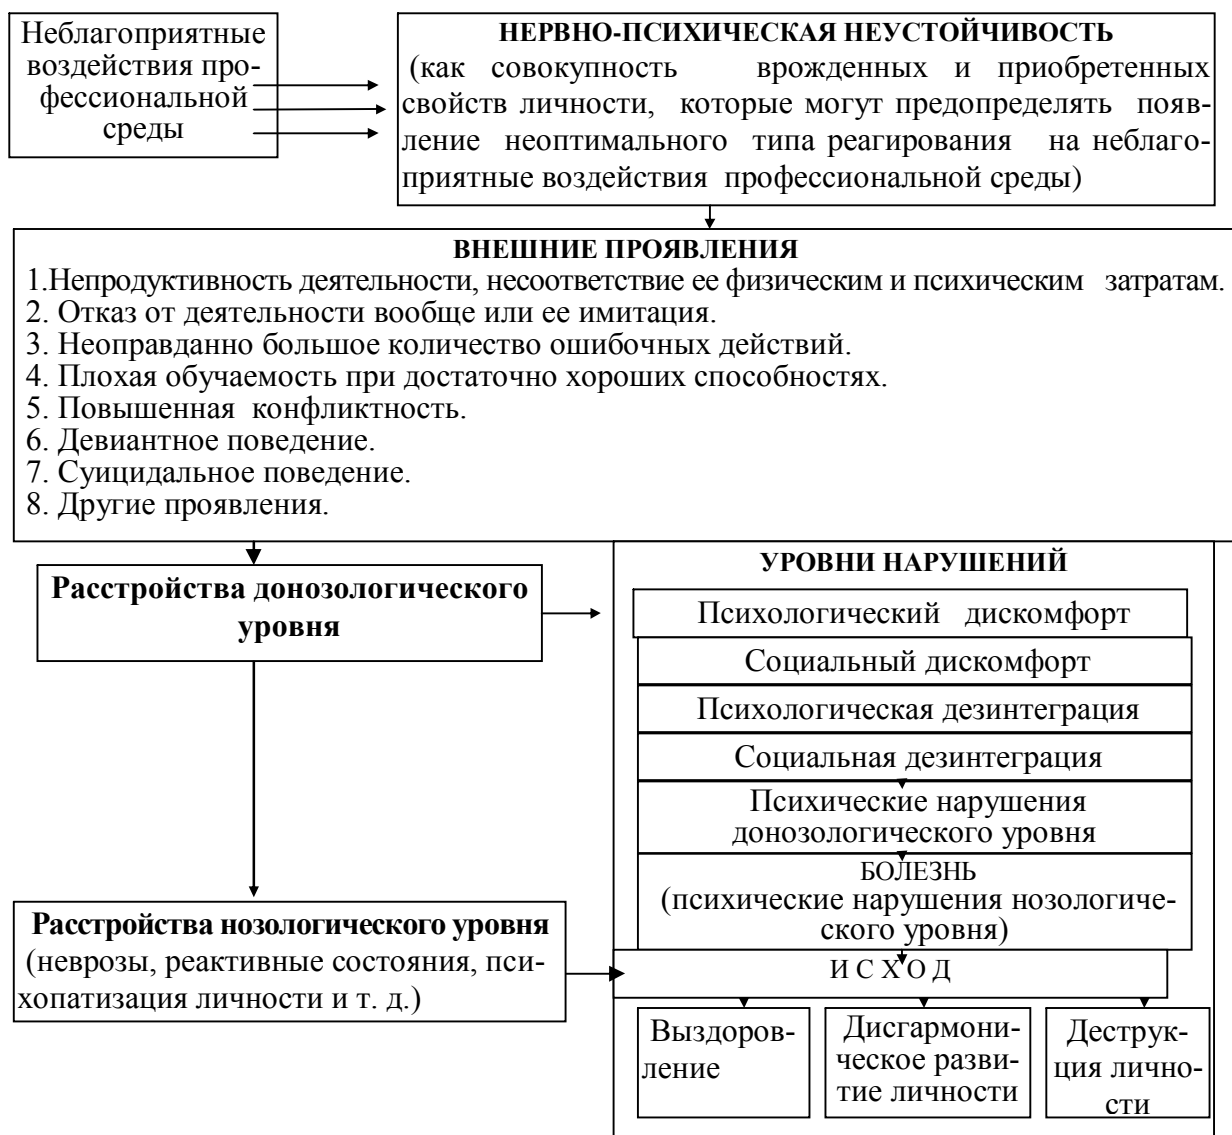 Неблагоприятные
воздействия про-
фессиональной
среды
НЕРВНО-ПСИХИЧЕСКАЯ НЕУСТОЙЧИВОСТЬ
(как совокупность врожденных и приобретенных
свойств личности, которые могут предопределять появ-
ление неоптимального типа реагирования на неблаго-
приятные воздействия профессиональной среды)
ВНЕШНИЕ ПРОЯВЛЕНИЯ
1.Непродуктивность деятельности, несоответствие ее физическим и психическим затратам.
2. Отказ от деятельности вообще или ее имитация.
3. Неоправданно большое количество ошибочных действий.
4. Плохая обучаемость при достаточно хороших способностях.
5. Повышенная конфликтность.
6. Девиантное поведение.
7. Суицидальное поведение.
8. Другие проявления.
Расстройства донозологического
уровня
УРОВНИ НАРУШЕНИЙ
Психологический дискомфорт
Социальный дискомфорт
Психологическая дезинтеграция
Социальная дезинтеграция
Психические нарушения
донозологического уровня
БОЛЕЗНЬ
(психические нарушения нозологиче-
ского уровня)
Расстройства нозологического уровня
(неврозы, реактивные состояния, пси-
хопатизация личности и т. д.)
И С Х О Д
Выздоров-
ление
Дисгармони-
ческое разви-
тие личности
Деструк-
ция лично-
сти